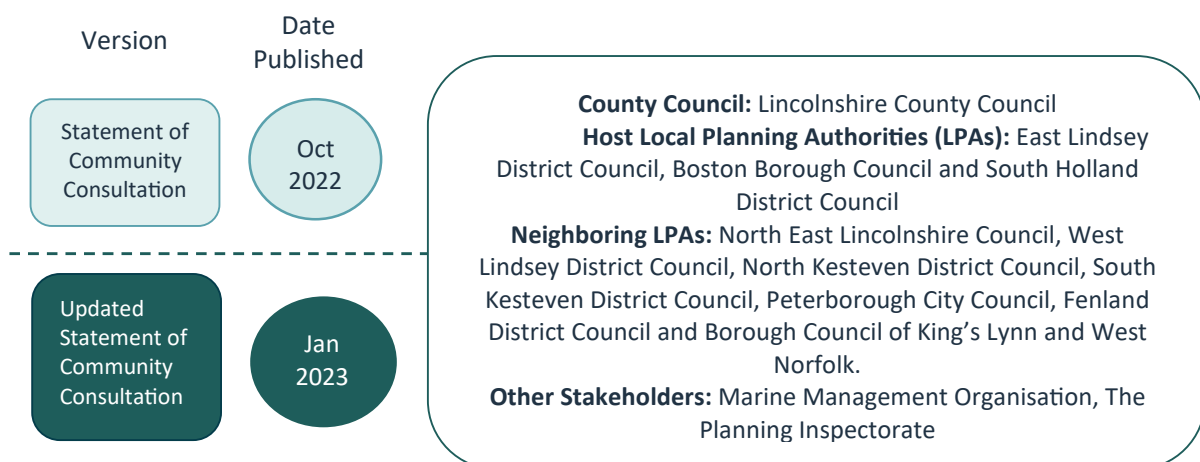 Version
Date
Published
Statement of
Community
Consultation
Oct
2022
Updated
Statement of
Community
Consultation
Jan
2023
County Council: Lincolnshire County Council
Host Local Planning Authorities (LPAs): East Lindsey
District Council, Boston Borough Council and South Holland
District Council
Neighboring LPAs: North East Lincolnshire Council, West
Lindsey District Council, North Kesteven District Council, South
Kesteven District Council, Peterborough City Council, Fenland
District Council and Borough Council of King’s Lynn and West
Norfolk.
Other Stakeholders: Marine Management Organisation, The
Planning Inspectorate